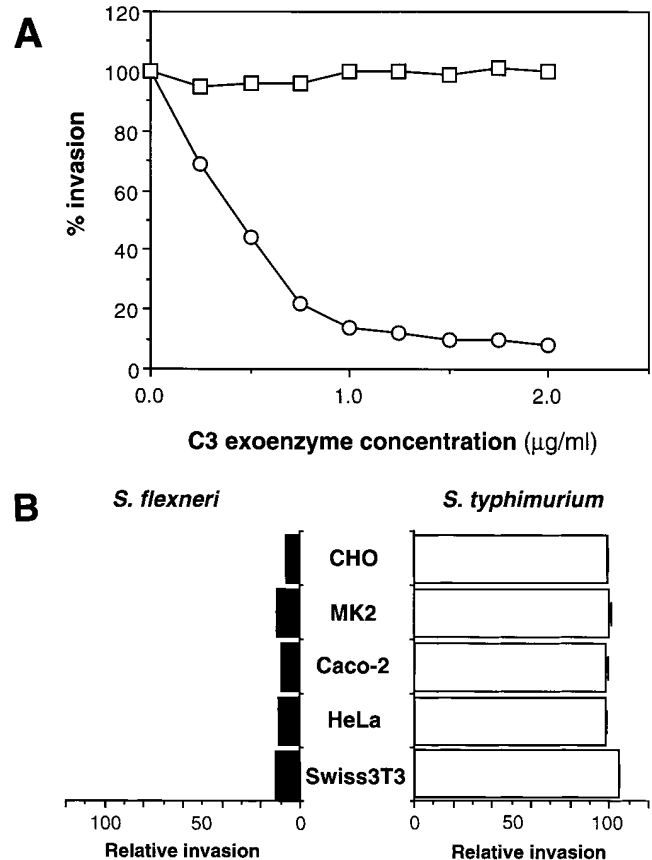 A
120
100
80
60
40
20
0
% invasion
0.0 1.0 2.0
C3 exoenzyme concentration (μg/ml)
B
S. flexneri S. typhimurium
CHO
MK2
Caco-2
HeLa
Swiss3T3
100 50 0 0 50 100
Relative invasion Relative invasion